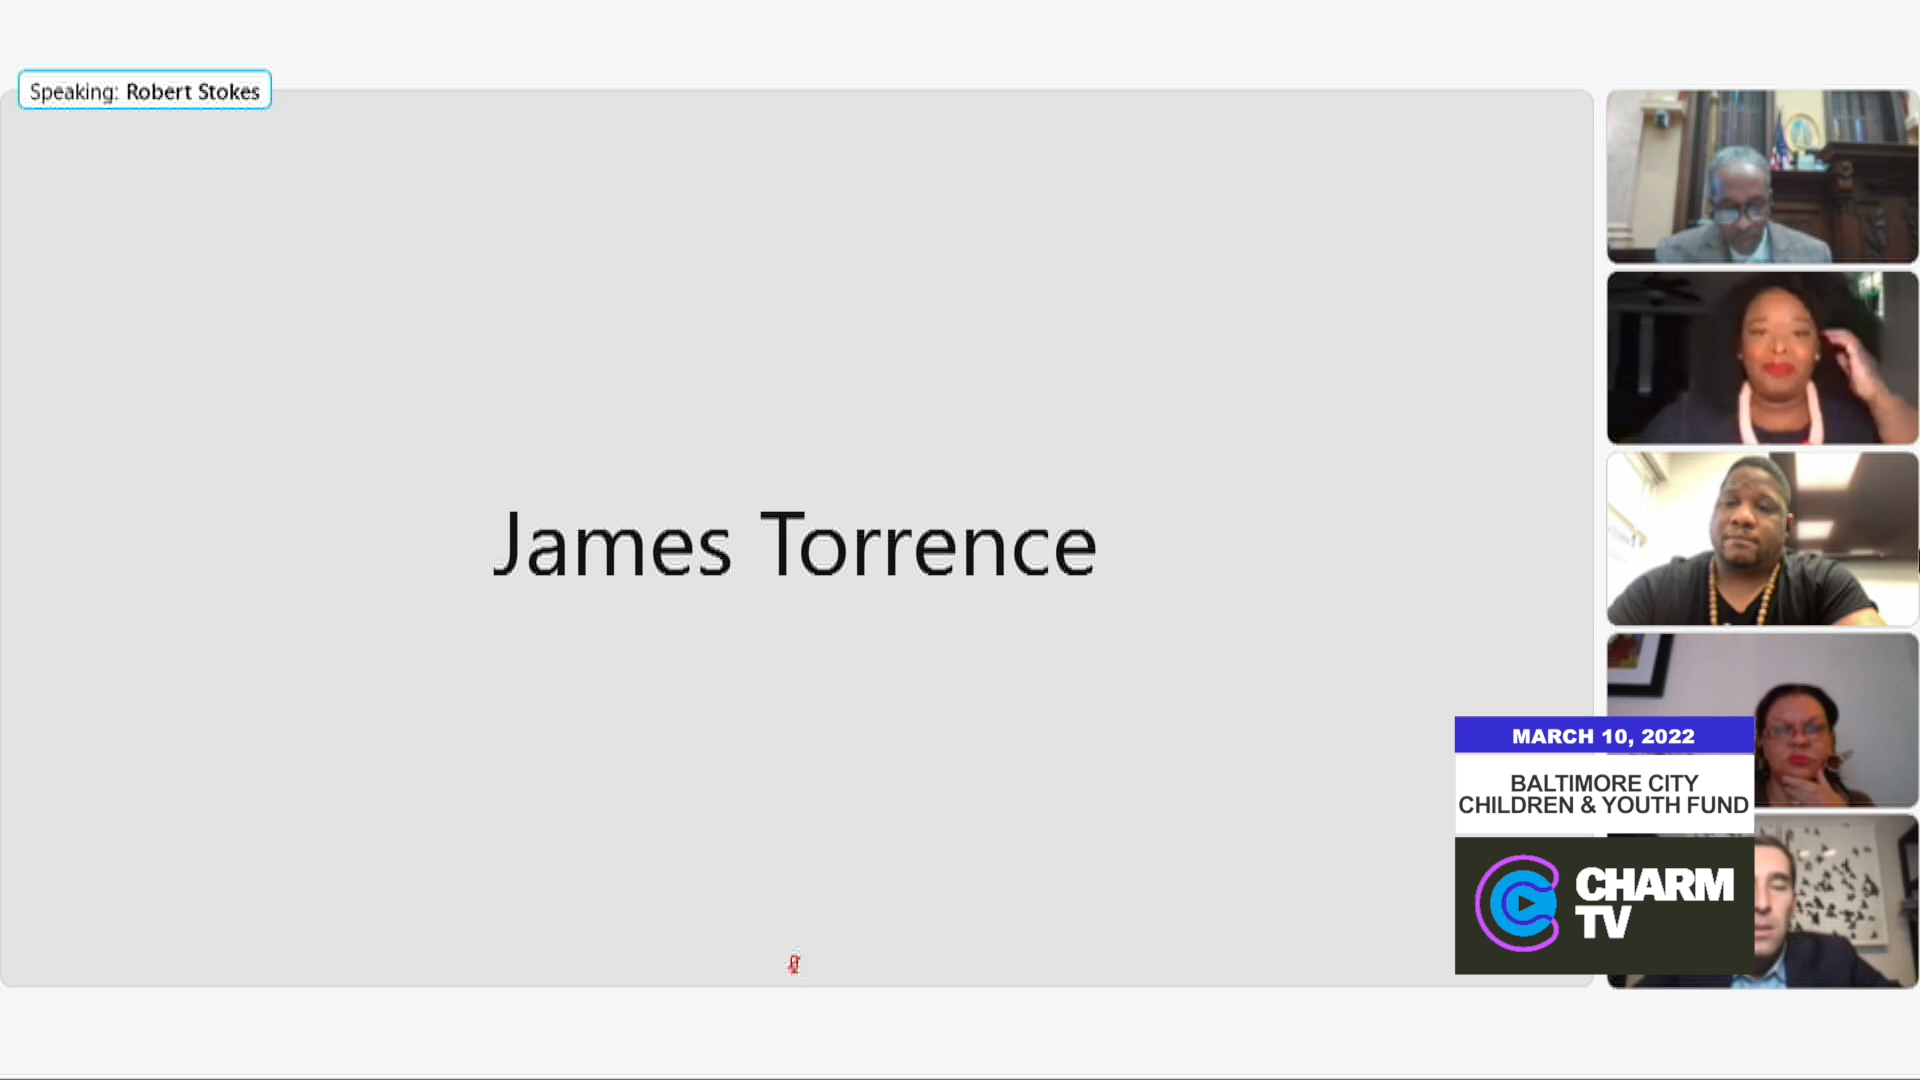 Speaking: Robert Stokes
James Torrence
MARCH 10, 2022
BALTIMORE CITY
CHILDREN & YOUTH FUND
CHARM
TV